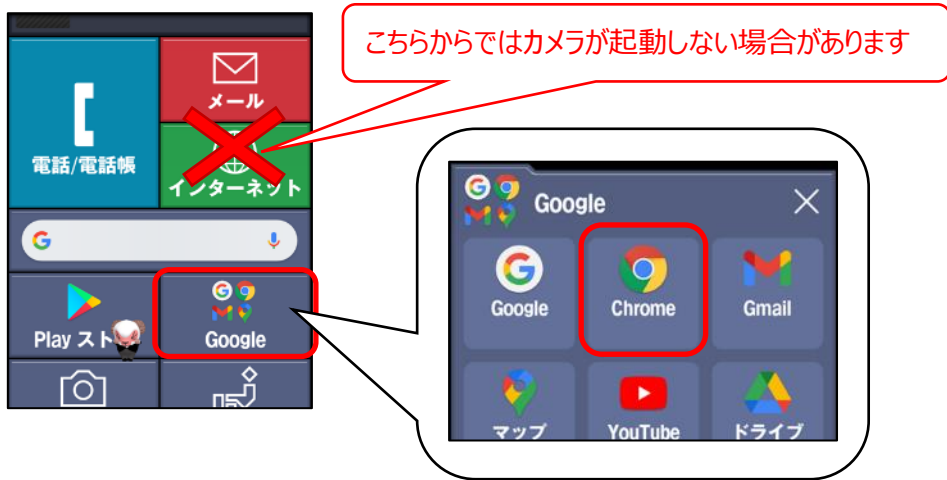 こちらからではカメラが起動しない場合があります
メール
電話/電話帳
インターネット
G
Play スト
Google
Google
Google
Chrome
Gmail
マップ
YouTube
ドライブ